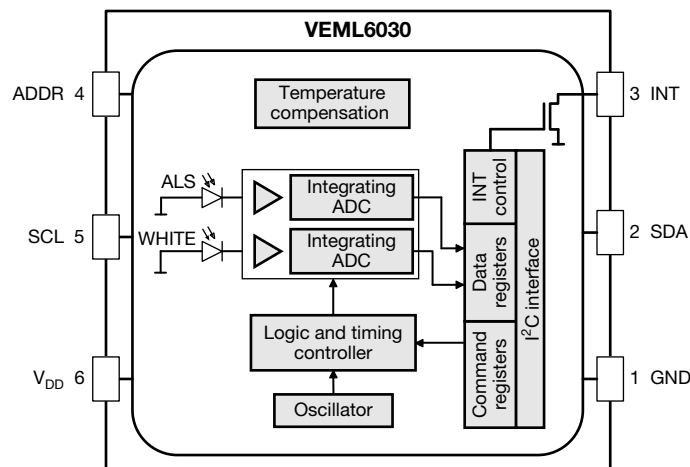 VEML6030
ADDR 4
3 INT
Temperature
compensation
INT
control
ALS
Integrating
ADC
SCL 5
WHITE
Integrating
ADC
2 SDA
Data
registers
I²C interface
Logic and timing
controller
Command
registers
V_DD 6
1 GND
Oscillator